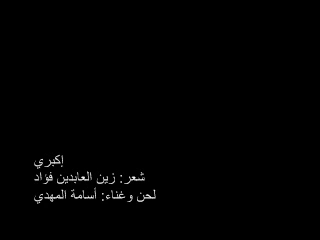 إكبري
شعر: زين العابدين فؤاد
لحن وغناء: أسامة المهدي